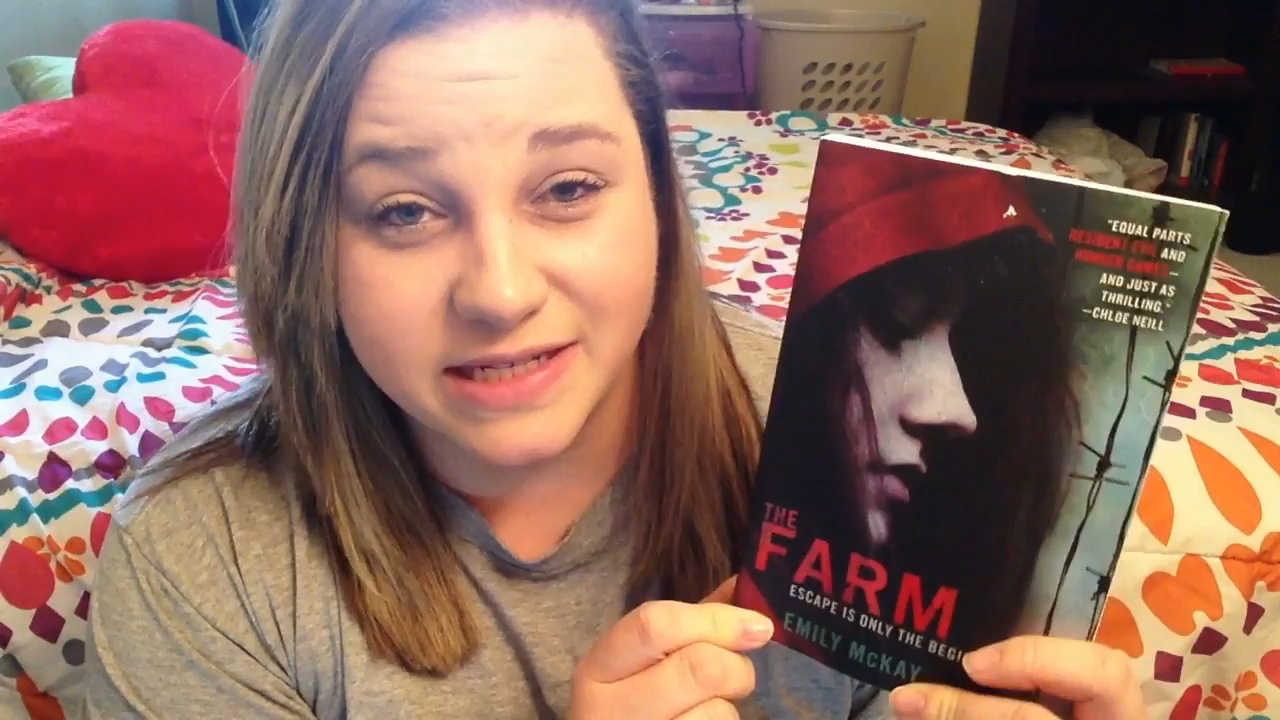 "EQUAL PARTS
RESIDENT EVIL AND
HUNGER GAMES—
AND JUST AS
THRILLING."
—CHLOE NEILL
THE
FARM
ESCAPE IS ONLY THE BEGI
EMILY McKAY